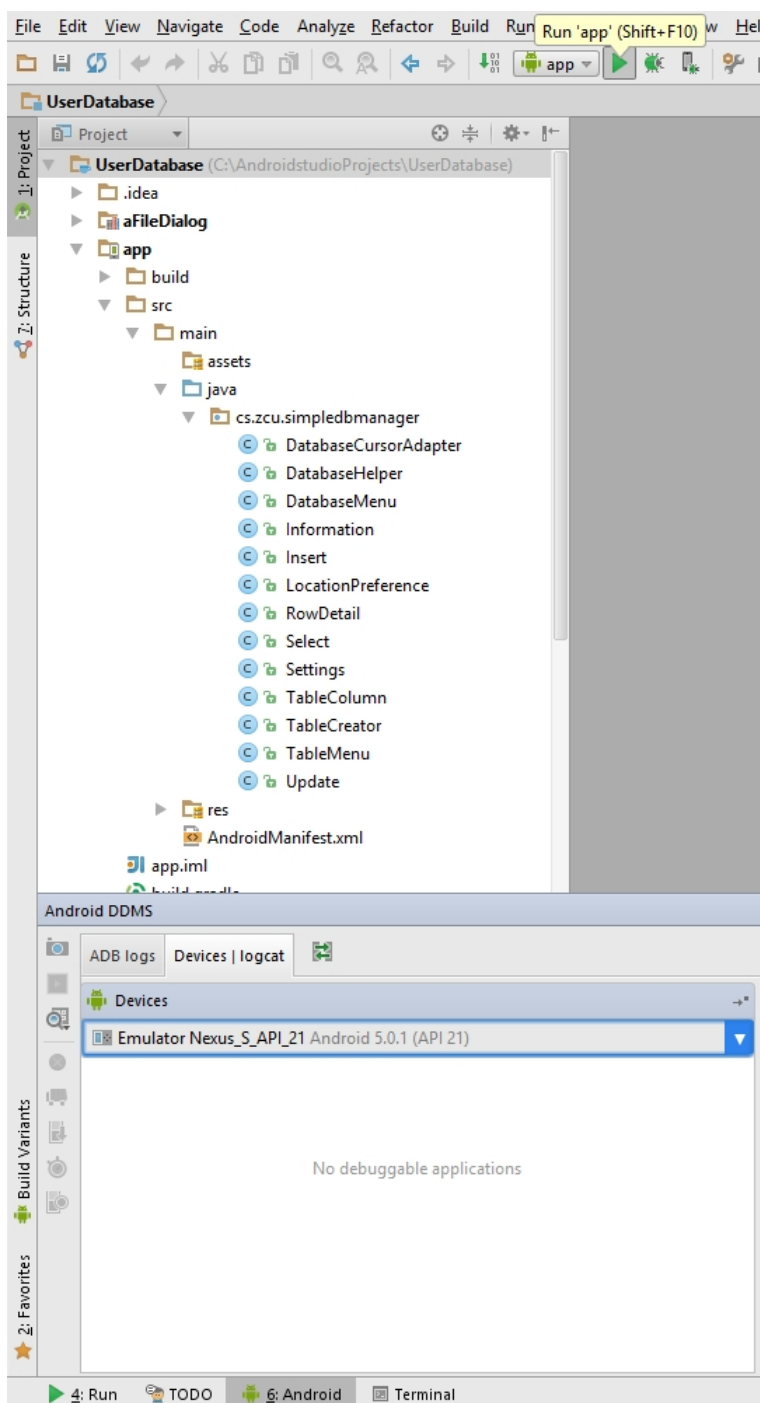 File Edit View Navigate Code Analyze Refactor Build Run w Hel
Run 'app' (Shift+F10)
app
UserDatabase
1: Project
Project
UserDatabase (C:\AndroidstudioProjects\UserDatabase)
.idea
aFileDialog
app
build
src
main
assets
java
cs.zcu.simpledbmanager
DatabaseCursorAdapter
DatabaseHelper
DatabaseMenu
Information
Insert
LocationPreference
RowDetail
Select
Settings
TableColumn
TableCreator
TableMenu
Update
res
AndroidManifest.xml
app.iml
build.gradle
7: Structure
Android DDMS
ADB logs Devices | logcat
Devices
Emulator Nexus_S_API_21 Android 5.0.1 (API 21)
No debuggable applications
Build Variants
2: Favorites
4: Run TODO 6: Android Terminal